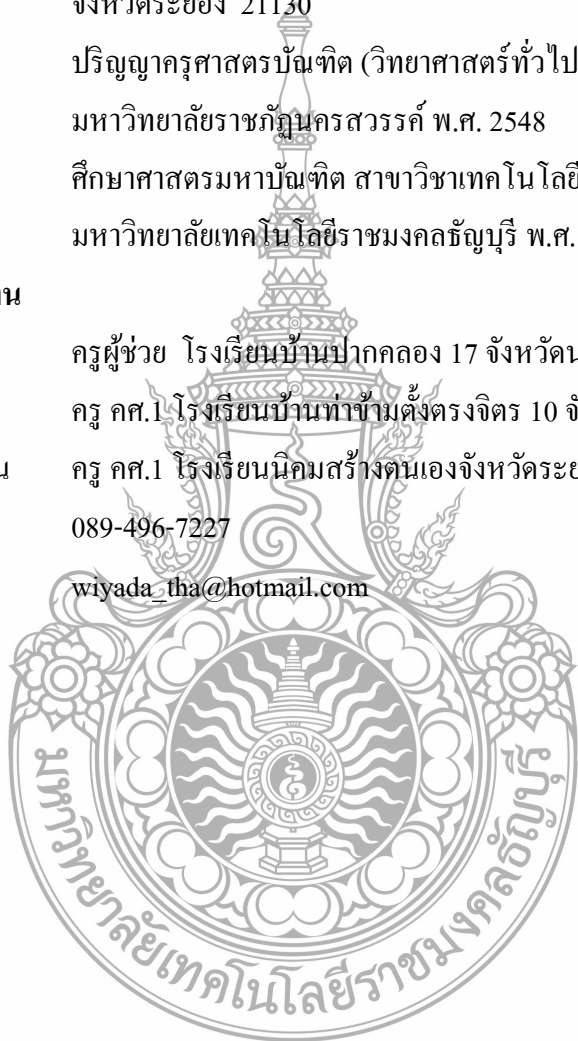 จังหวัดระยอง 21130
ปริญญาครุศาสตรบัณฑิต (วิทยาศาสตร์ทั่วไป
มหาวิทยาลัยราชภัฏนครสวรรค์ พ.ศ. 2548
ศึกษาศาสตรมหาบัณฑิต สาขาวิชาเทคโนโลยี
มหาวิทยาลัยเทคโนโลยีราชมงคลธัญบุรี พ.ศ.
ครูผู้ช่วย โรงเรียนบ้านปากคลอง 17 จังหวัดน
ครู คศ.1 โรงเรียนบ้านท่าข้ามตั้งตรงจิตร 10 จั
ครู คศ.1 โรงเรียนนิคมสร้างตนเองจังหวัดระย
089-496-7227
wiyada_tha@hotmail.com
มหาวิทยาลัยเทคโนโลยีราชมงคลธัญบุรี